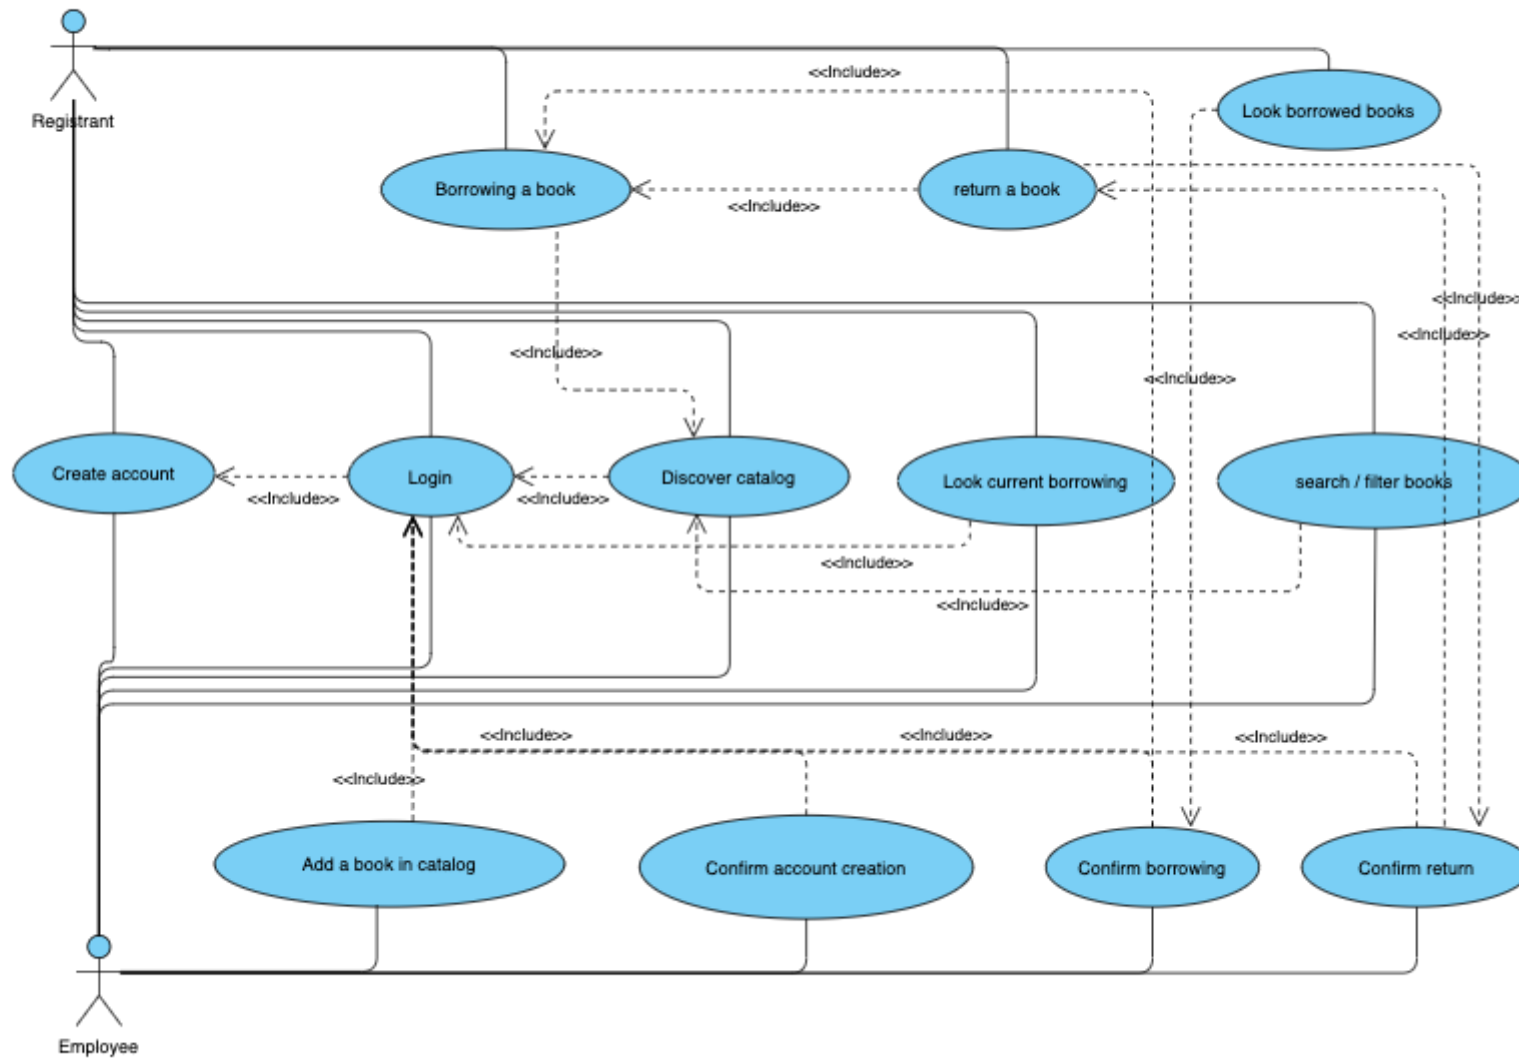 <<Include>>
Look borrowed books
Registrant
Borrowing a book
return a book
<<Include>>
<<Include>>
<<Include>>
<<Include>>
<<Include>>
Create account
Login
Discover catalog
Look current borrowing
search / filter books
<<Include>>
<<Include>>
<<Include>>
<<Include>>
<<Include>>
<<Include>>
<<Include>>
<<Include>>
Add a book in catalog
Confirm account creation
Confirm borrowing
Confirm return
Employee